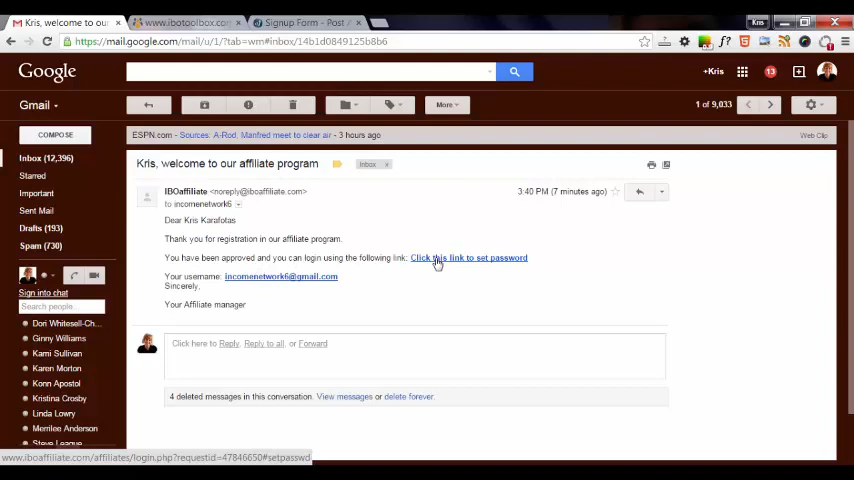 Kris, welcome to our
www.ibotoolbox.com/
Signup Form - Post A
Kris
https://mail.google.com/mail/u/1/?tab=wm#inbox/14b1d0849125b8b6
Google
+Kris
13
Gmail
More
1 of 9,033
COMPOSE
ESPN.com - Sources: A-Rod, Manfred meet to clear air - 3 hours ago
Web Clip
Inbox (12,396)
Starred
Important
Sent Mail
Drafts (193)
Spam (730)
Kris, welcome to our affiliate program
Inbox x
IBOaffiliate <noreply@iboaffiliate.com>
3:40 PM (7 minutes ago)
to incomenetwork6
Dear Kris Karafotas
Thank you for registration in our affiliate program.
You have been approved and you can login using the following link: Click this link to set password
Your username: incomenetwork6@gmail.com
Sincerely,
Your Affiliate manager
Sign into chat
Search people...
Dori Whitesell-Ch...
Ginny Williams
Kami Sullivan
Karen Morton
Konn Apostol
Kristina Crosby
Linda Lowry
Merrilee Anderson
Steve League
Click here to Reply, Reply to all, or Forward
4 deleted messages in this conversation. View messages or delete forever.
www.iboaffiliate.com/affiliates/login.php?requestid=47846650#setpasswd